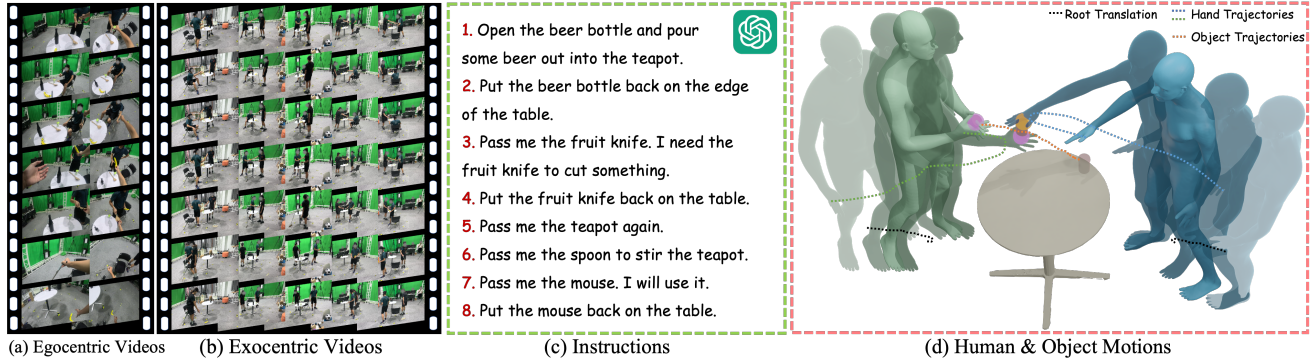 1. Open the beer bottle and pour
some beer out into the teapot.
2. Put the beer bottle back on the edge
of the table.
3. Pass me the fruit knife. I need the
fruit knife to cut something.
4. Put the fruit knife back on the table.
5. Pass me the teapot again.
6. Pass me the spoon to stir the teapot.
7. Pass me the mouse. I will use it.
8. Put the mouse back on the table.
Root Translation
Hand Trajectories
Object Trajectories
(a) Egocentric Videos
(b) Exocentric Videos
(c) Instructions
(d) Human & Object Motions